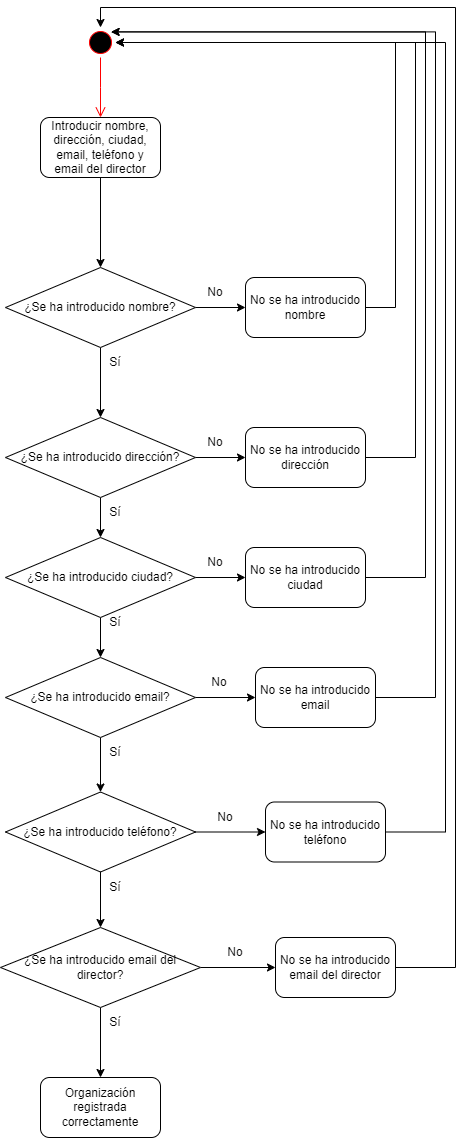 Introducir nombre,
dirección, ciudad,
email, teléfono y
email del director
¿Se ha introducido nombre?
No
No se ha introducido
nombre
Sí
¿Se ha introducido dirección?
No
No se ha introducido
dirección
Sí
¿Se ha introducido ciudad?
No
No se ha introducido
ciudad
Sí
¿Se ha introducido email?
No
No se ha introducido
email
Sí
¿Se ha introducido teléfono?
No
No se ha introducido
teléfono
Sí
¿Se ha introducido email del
director?
No
No se ha introducido
email del director
Sí
Organización
registrada
correctamente